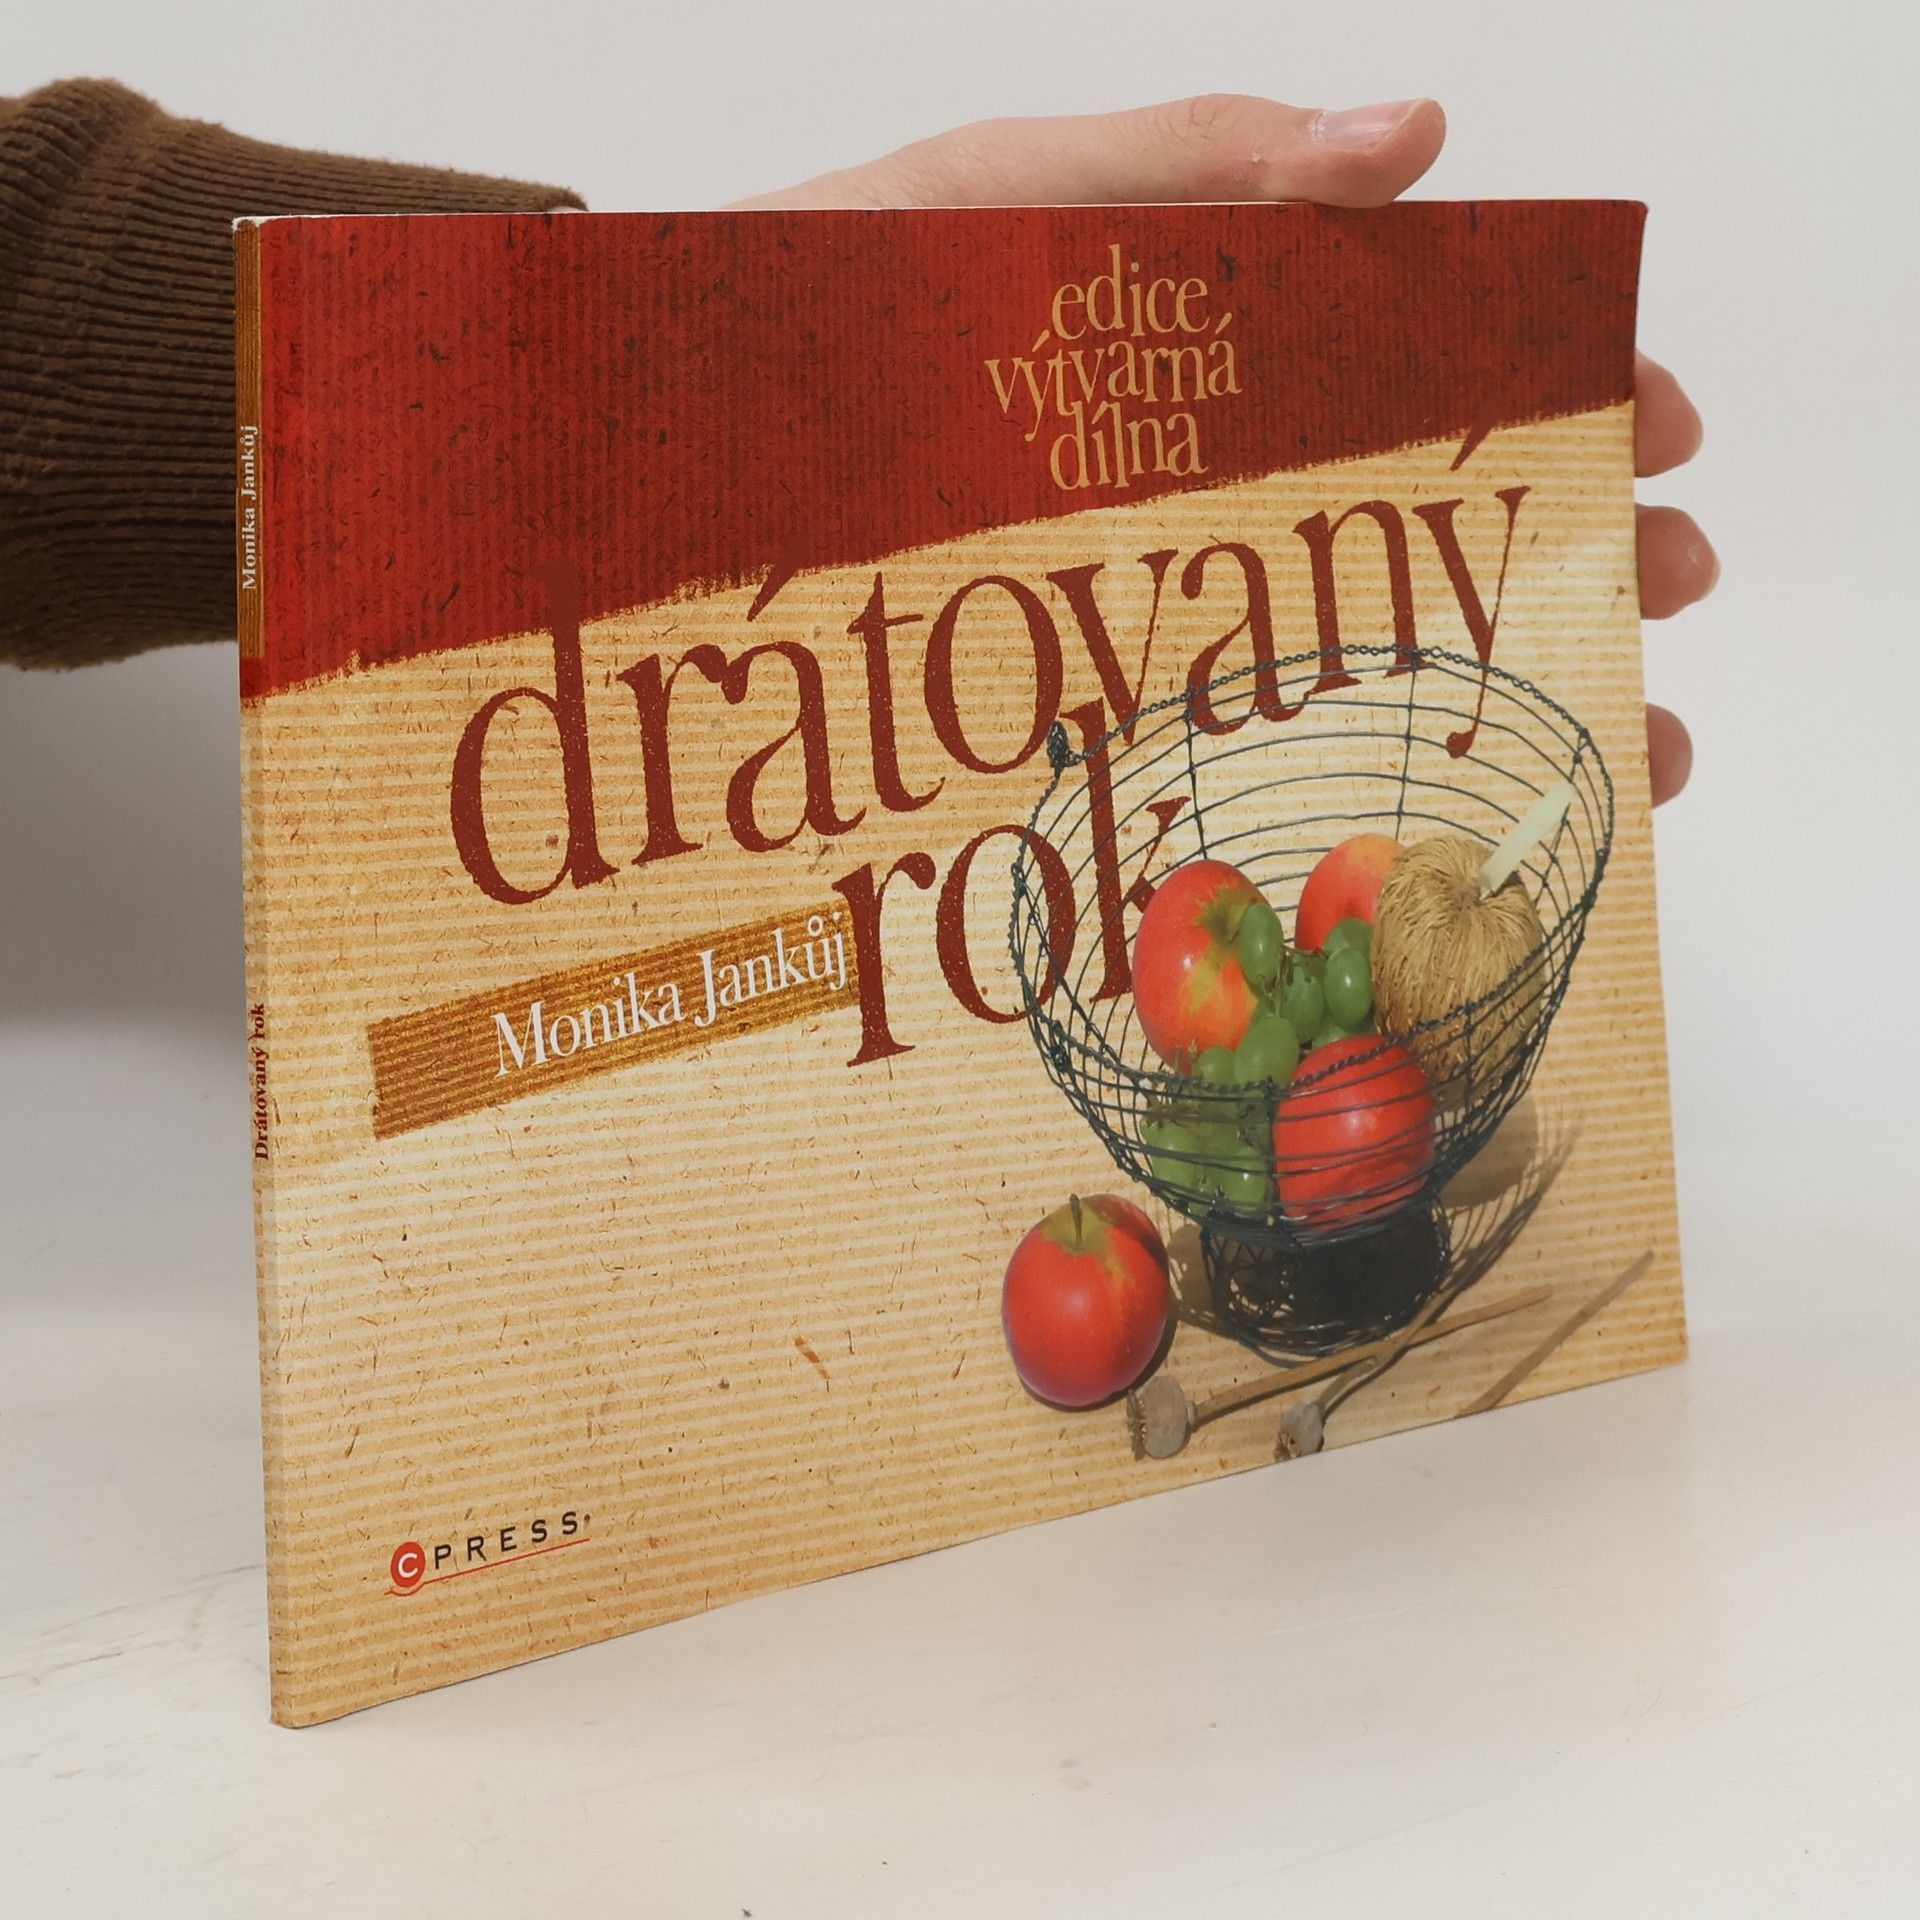 edice
výtvarná
dílna
drátovaný
rok
Monika Jankůj
CPRESS
Monika Jankůj
Drátovaný rok